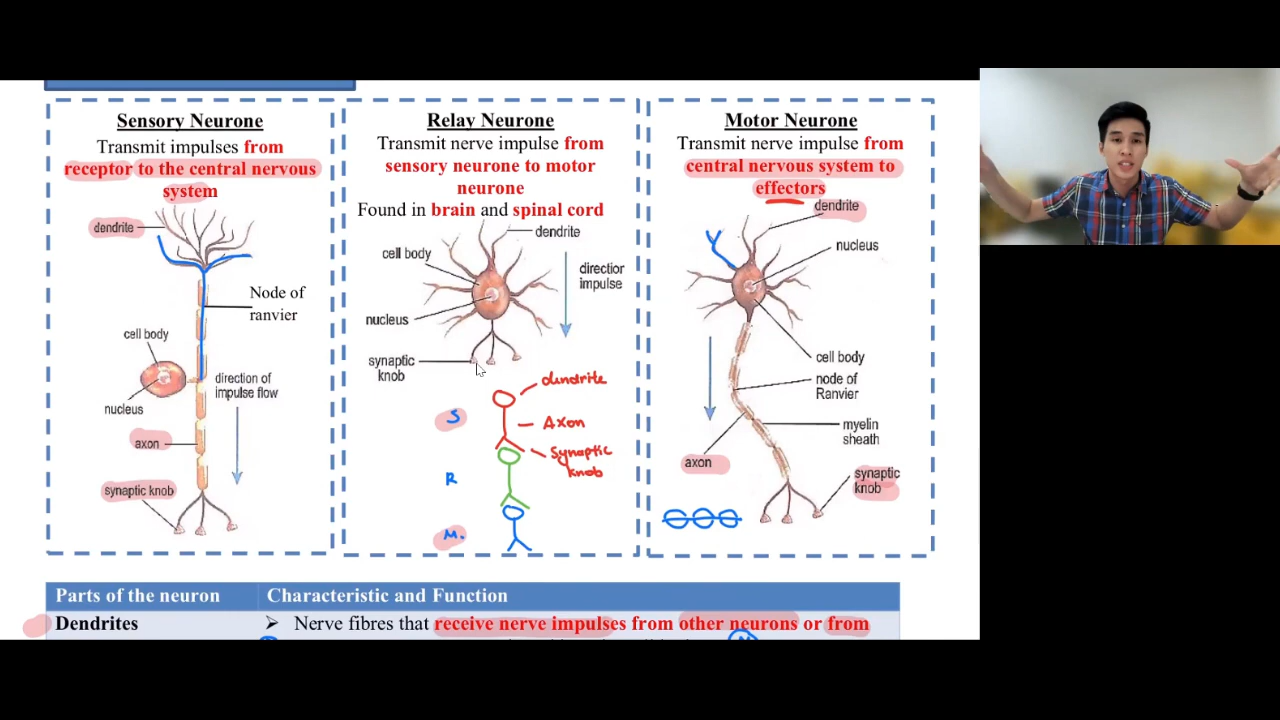 Sensory Neurone
Transmit impulses from
receptor to the central nervous
system
dendrite
Node of
ranvier
cell body
direction of
impulse flow
nucleus
axon
synaptic knob
Relay Neurone
Transmit nerve impulse from
sensory neurone to motor
neurone
Found in brain and spinal cord
dendrite
cell body
directior
impulse
nucleus
synaptic
knob
dendrite
S
Axon
Synaptic
knob
R
M.
Motor Neurone
Transmit nerve impulse from
central nervous system to
effectors
dendrite
nucleus
cell body
node of
Ranvier
myelin
sheath
axon
synaptic
knob
Parts of the neuron
Characteristic and Function
Dendrites
➢ Nerve fibres that receive nerve impulses from other neurons or from